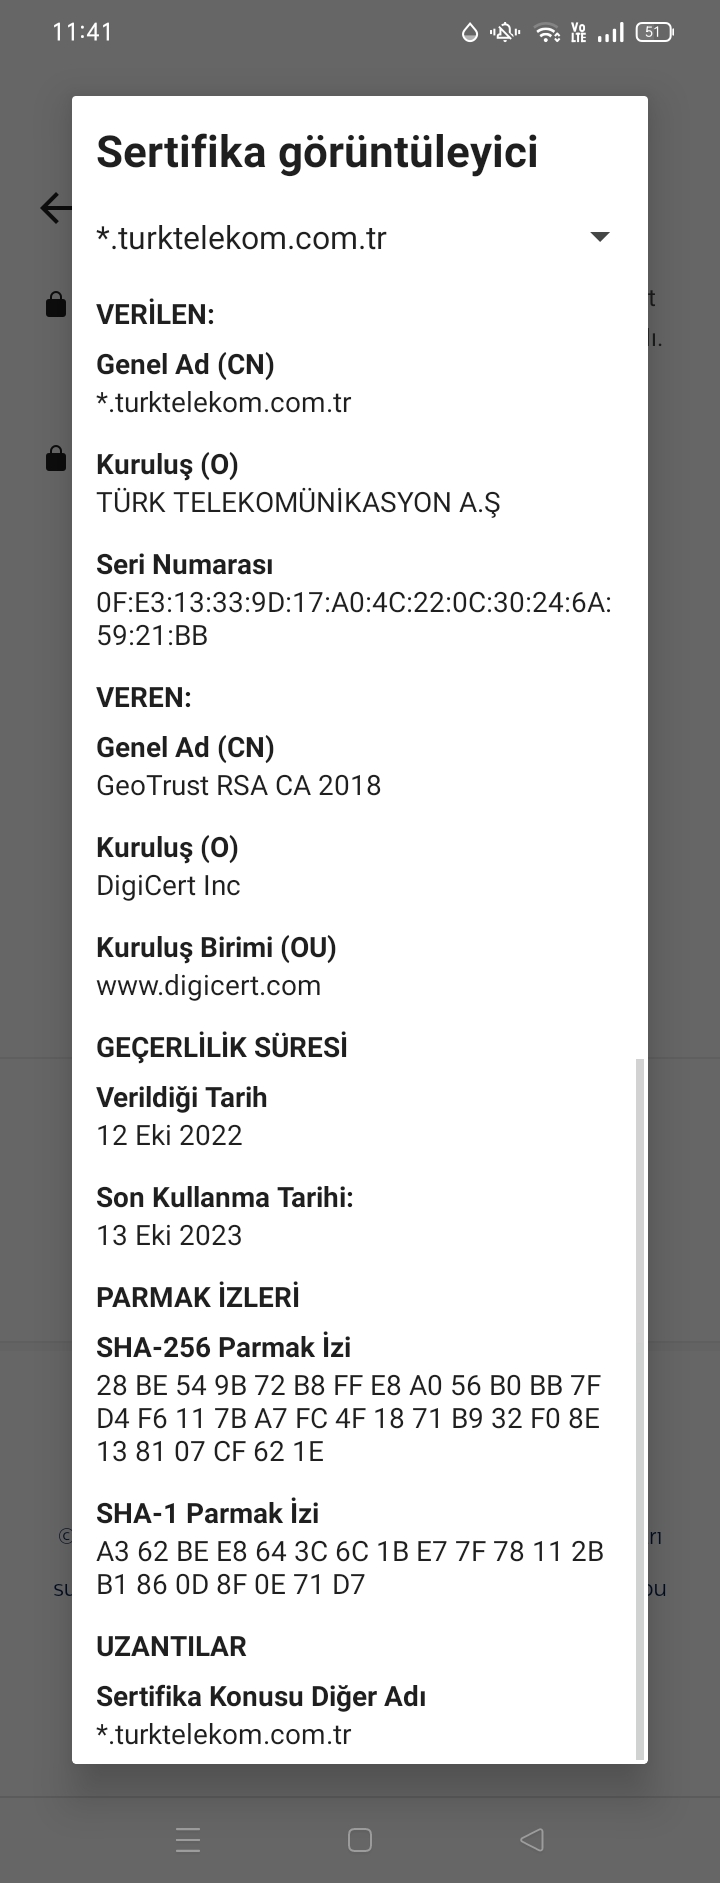 11:41
Vo
LTE
51
Sertifika görüntüleyici
*.turktelekom.com.tr
t
VERİLEN:
lı.
Genel Ad (CN)
*.turktelekom.com.tr
Kuruluş (O)
TÜRK TELEKOMÜNİKASYON A.Ş
Seri Numarası
0F:E3:13:33:9D:17:A0:4C:22:0C:30:24:6A:
59:21:BB
VEREN:
Genel Ad (CN)
GeoTrust RSA CA 2018
Kuruluş (O)
DigiCert Inc
Kuruluş Birimi (OU)
www.digicert.com
GEÇERLİLİK SÜRESİ
Verildiği Tarih
12 Eki 2022
Son Kullanma Tarihi:
13 Eki 2023
PARMAK İZLERİ
SHA-256 Parmak İzi
28 BE 54 9B 72 B8 FF E8 A0 56 B0 BB 7F
D4 F6 11 7B A7 FC 4F 18 71 B9 32 F0 8E
13 81 07 CF 62 1E
SHA-1 Parmak İzi
©
rı
A3 62 BE E8 64 3C 6C 1B E7 7F 78 11 2B
B1 86 0D 8F 0E 71 D7
su
bu
UZANTILAR
Sertifika Konusu Diğer Adı
*.turktelekom.com.tr